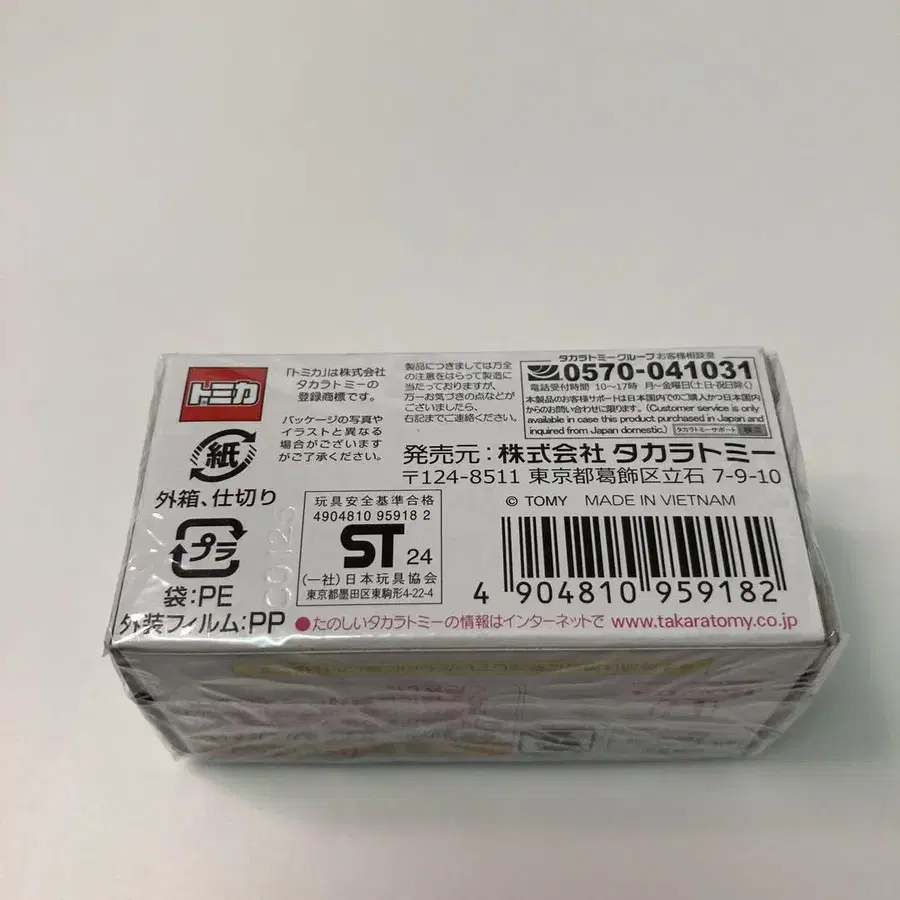 トミカ
「トミカ」は株式会社
タカラトミーの
登録商標です。
パッケージの写真や
イラストと異なる
場合がございます
がご了承ください。
製品につきましては万全
の注意をはらって製造に
当たっておりますが、
万一お気づきの点などが
ございましたら、
右記までご連絡ください。
タカラトミーグループ お客様相談室
0570-041031
電話受付時間 10〜17時 月〜金曜日(土日・祝日除く)
本製品のお客様サポートは日本国内でのご購入かつ日本国内
からのお問い合わせに限ります。(Customer service is only
available in case this product purchased in Japan and
inquired from Japan domestic.) タカラトミーサポート 検索
発売元:株式会社 タカラトミー
〒124-8511 東京都葛飾区立石 7-9-10
© TOMY MADE IN VIETNAM
紙
外箱、仕切り
プラ
袋:PE
外装フィルム:PP
玩具安全基準合格
4904810 95918 2
ST 24
(一社)日本玩具協会
東京都墨田区東駒形4-22-4
4 904810 959182
●たのしいタカラトミーの情報はインターネットで www.takaratomy.co.jp